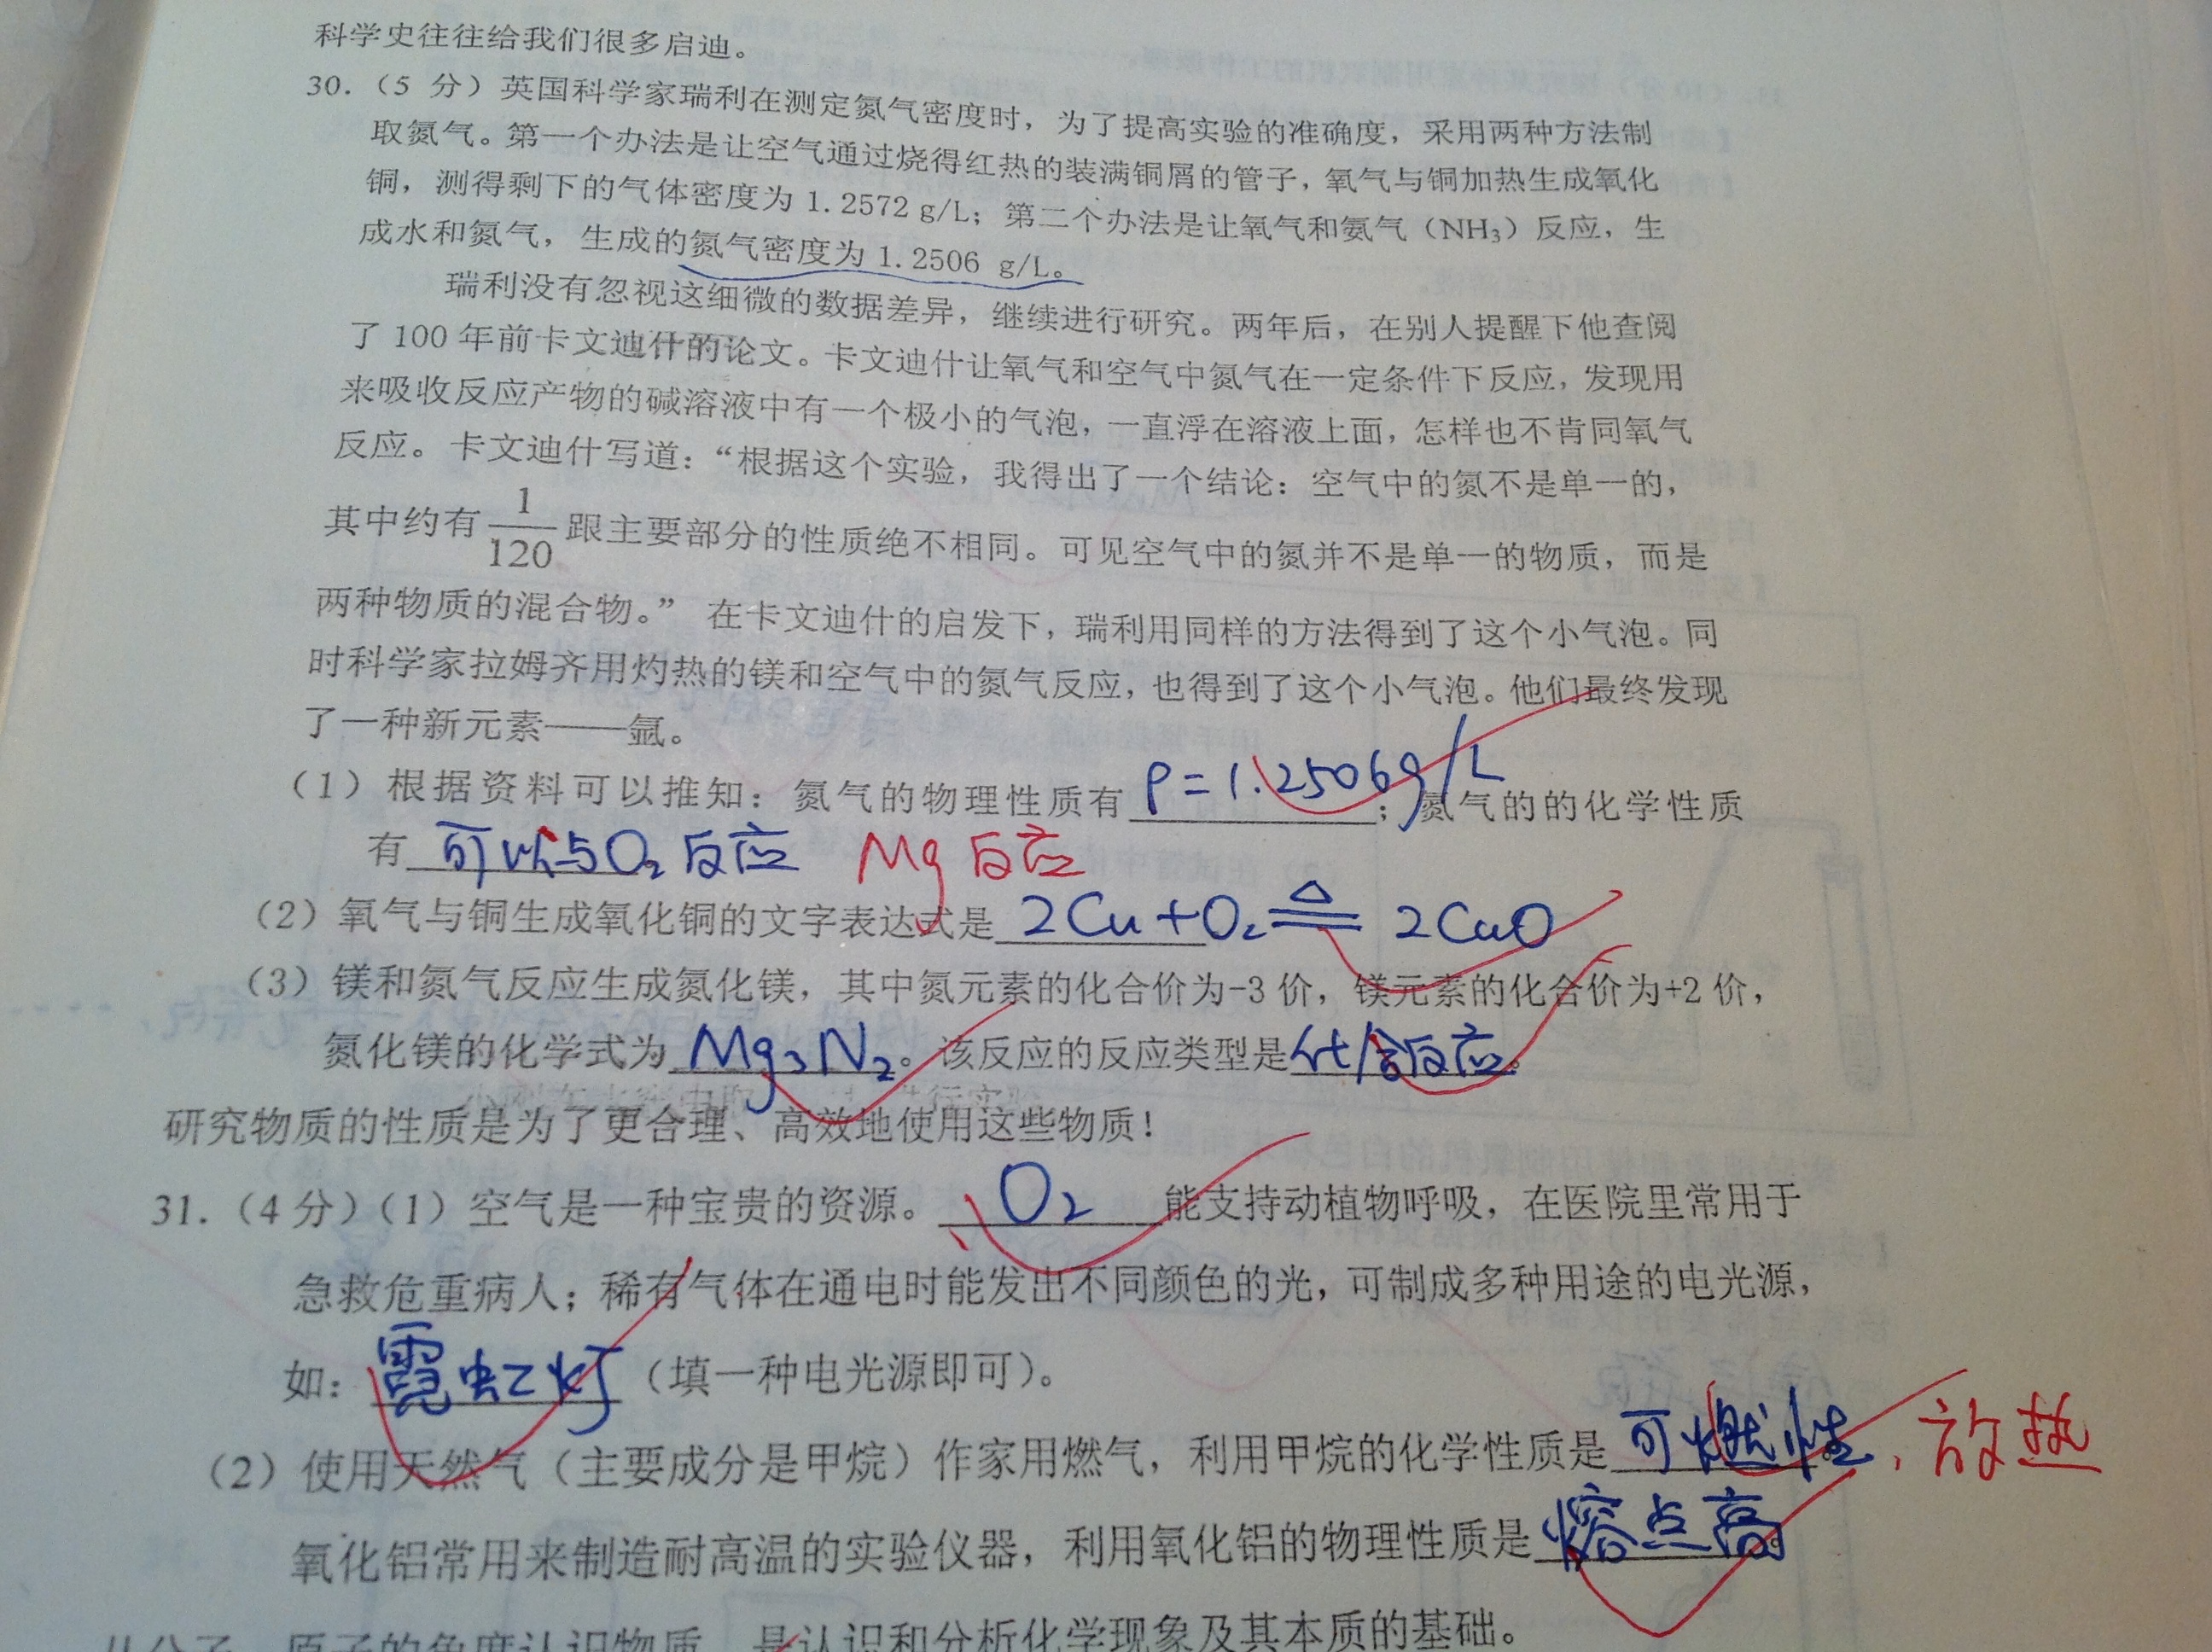 科学史往往给我们很多启迪。
30.（5 分）英国科学家瑞利在测定氮气密度时，为了提高实验的准确度，采用两种方法制
取氮气。第一个办法是让空气通过烧得红热的装满铜屑的管子，氧气与铜加热生成氧化
铜，测得剩下的气体密度为 1.2572 g/L；第二个办法是让氧气和氨气（NH₃）反应，生
成水和氮气，生成的氮气密度为 1.2506 g/L。
瑞利没有忽视这细微的数据差异，继续进行研究。两年后，在别人提醒下他查阅
了 100 年前卡文迪什的论文。卡文迪什让氧气和空气中氮气在一定条件下反应，发现用
来吸收反应产物的碱溶液中有一个极小的气泡，一直浮在溶液上面，怎样也不肯同氧气
反应。卡文迪什写道：“根据这个实验，我得出了一个结论：空气中的氮不是单一的，
其中约有 1/120 跟主要部分的性质绝不相同。可见空气中的氮并不是单一的物质，而是
两种物质的混合物。” 在卡文迪什的启发下，瑞利用同样的方法得到了这个小气泡。同
时科学家拉姆齐用灼热的镁和空气中的氮气反应，也得到了这个小气泡。他们最终发现
了一种新元素——氩。
（1）根据资料可以推知：氮气的物理性质有 ρ=1.2506g/L ；氮气的的化学性质
有 可以与O₂反应 Mg反应
（2）氧气与铜生成氧化铜的文字表达式是 2Cu+O₂ ≜ 2CuO
（3）镁和氮气反应生成氮化镁，其中氮元素的化合价为-3 价，镁元素的化合价为+2 价，
氮化镁的化学式为 Mg₃N₂ 。该反应的反应类型是 化合反应 。
研究物质的性质是为了更合理、高效地使用这些物质！
31.（4 分）（1）空气是一种宝贵的资源。 O₂ 能支持动植物呼吸，在医院里常用于
急救危重病人；稀有气体在通电时能发出不同颜色的光，可制成多种用途的电光源，
如： 霓虹灯 （填一种电光源即可）。
（2）使用天然气（主要成分是甲烷）作家用燃气，利用甲烷的化学性质是 可燃性 ，放热
氧化铝常用来制造耐高温的实验仪器，利用氧化铝的物理性质是 熔点高 。
从分子、原子的角度认识物质，是认识和分析化学现象及其本质的基础。